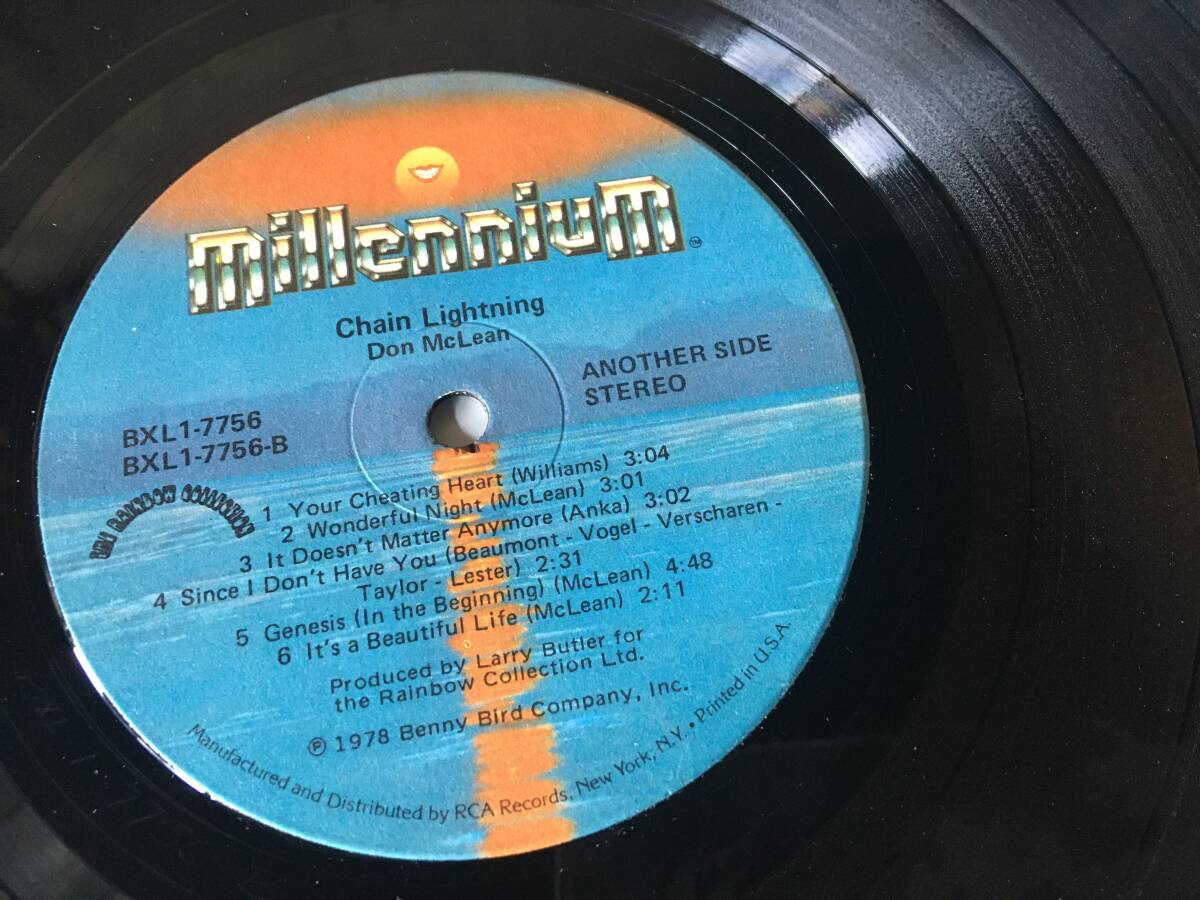 millennium
TM
Chain Lightning
Don McLean
ANOTHER SIDE
STEREO
BXL1-7756
BXL1-7756-B
THE RAINBOW COLLECTION
1 Your Cheating Heart (Williams) 3:04
2 Wonderful Night (McLean) 3:01
3 It Doesn't Matter Anymore (Anka) 3:02
4 Since I Don't Have You (Beaumont - Vogel - Verscharen -
Taylor - Lester) 2:31
5 Genesis (In the Beginning) (McLean) 4:48
6 It's a Beautiful Life (McLean) 2:11
Produced by Larry Butler for
the Rainbow Collection Ltd.
℗ 1978 Benny Bird Company, Inc.
Manufactured and Distributed by RCA Records, New York, N.Y. • Printed in U.S.A.